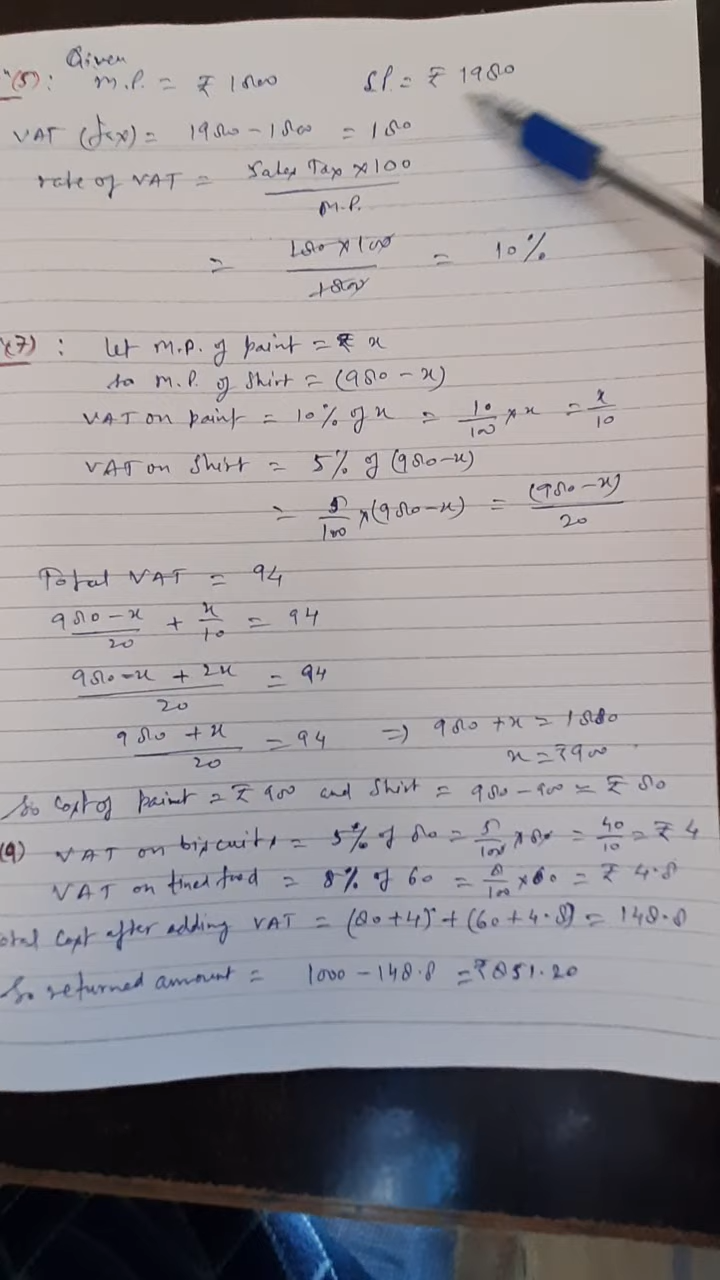 Given
(5): M.P. = ₹ 1800 S.P. = ₹ 1980
VAT (tax) = 1980 - 1800 = 180
rate of VAT = Sales Tax × 100 / M.P.
= 180 × 100 / 1800 = 10%
(7): Let M.P. of paint = ₹ x
so M.P. of Shirt = (980 - x)
VAT on paint = 10% of x = 10/100 × x = x/10
VAT on Shirt = 5% of (980-x)
= 5/100 × (980-x) = (980-x)/20
Total VAT = 94
980-x/20 + x/10 = 94
980-x + 2x/20 = 94
980 + x/20 = 94 ⇒ 980 + x = 1880
x = ₹900
So Cost of paint = ₹ 900 and Shirt = 980 - 900 = ₹ 80
(9) VAT on biscuits = 5% of 80 = 5/100 × 80 = 40/10 = ₹ 4
VAT on tined food = 8% of 60 = 8/100 × 60 = ₹ 4.8
otal Cost after adding VAT = (80+4) + (60+4.8) = 148.8
So returned amount = 1000 - 148.8 = ₹851.20